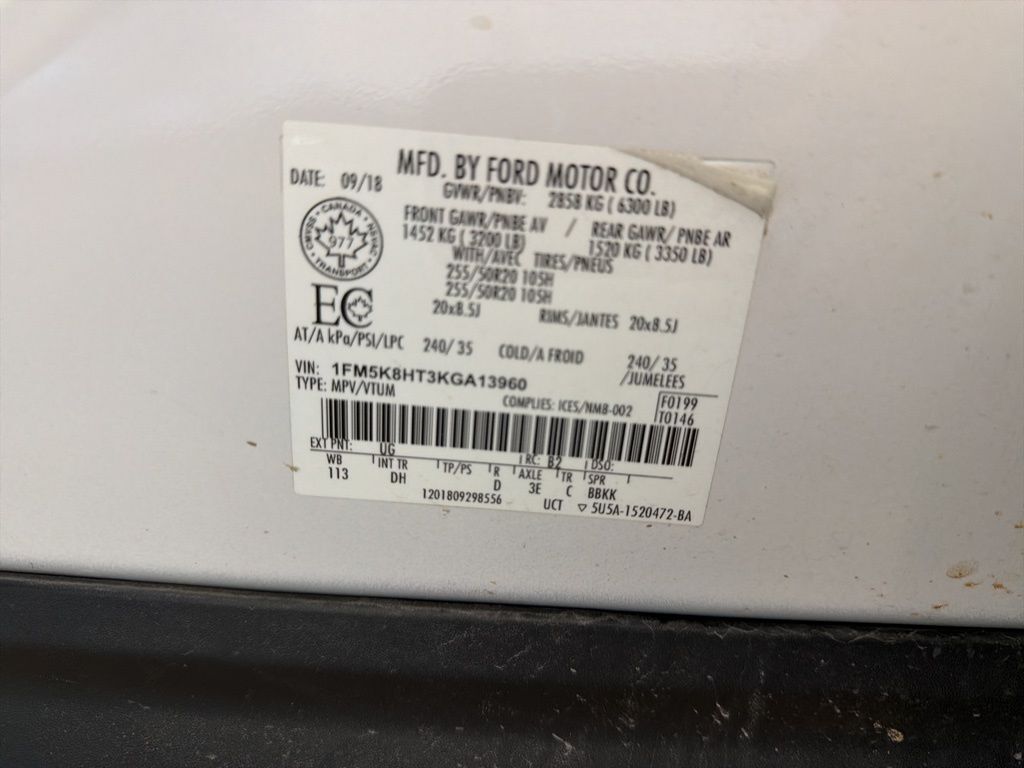 MFD. BY FORD MOTOR CO.
DATE: 09/18
GVWR/PNBV: 2858 KG ( 6300 LB)
FRONT GAWR/PNBE AV / REAR GAWR/ PNBE AR
1452 KG ( 3200 LB) 1520 KG ( 3350 LB)
WITH/AVEC TIRES/PNEUS
255/50R20 105H
255/50R20 105H
20x8.5J RIMS/JANTES 20x8.5J
CANADA
TRANSPORT
977
EC
AT/A kPa/PSI/LPC 240/ 35 COLD/A FROID 240/ 35
/JUMELEES
VIN: 1FM5K8HT3KGA13960
TYPE: MPV/VTUM
COMPLIES: ICES/NMB-002
F0199
T0146
EXT PNT: UG RC: B2 DSO:
WB INT TR TP/PS R AXLE TR SPR
113 DH D 3E C BBKK
1201809298556 UCT ▽ 5U5A-1520472-BA